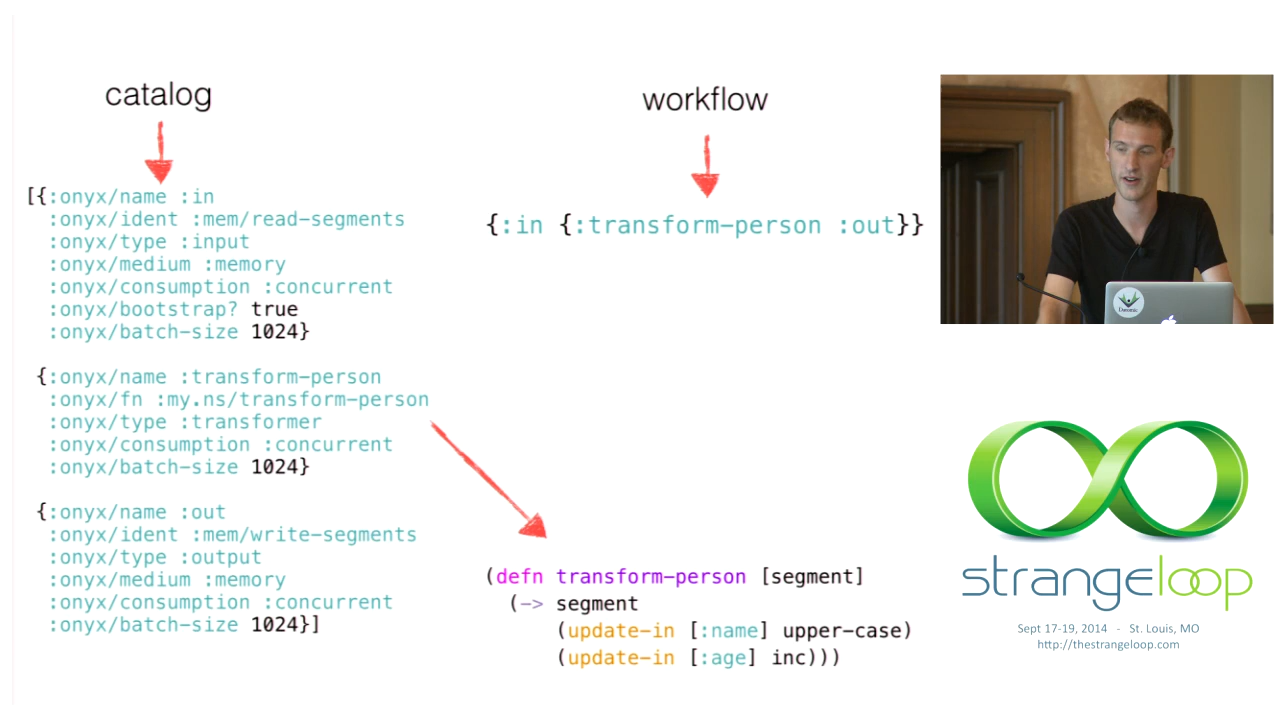 catalog
[{:onyx/name :in
:onyx/ident :mem/read-segments
:onyx/type :input
:onyx/medium :memory
:onyx/consumption :concurrent
:onyx/bootstrap? true
:onyx/batch-size 1024}
{:onyx/name :transform-person
:onyx/fn :my.ns/transform-person
:onyx/type :transformer
:onyx/consumption :concurrent
:onyx/batch-size 1024}
{:onyx/name :out
:onyx/ident :mem/write-segments
:onyx/type :output
:onyx/medium :memory
:onyx/consumption :concurrent
:onyx/batch-size 1024}]
workflow
{:in {:transform-person :out}}
(defn transform-person [segment]
(-> segment
(update-in [:name] upper-case)
(update-in [:age] inc)))
Datomic
strangeloop
Sept 17-19, 2014 - St. Louis, MO
http://thestrangeloop.com